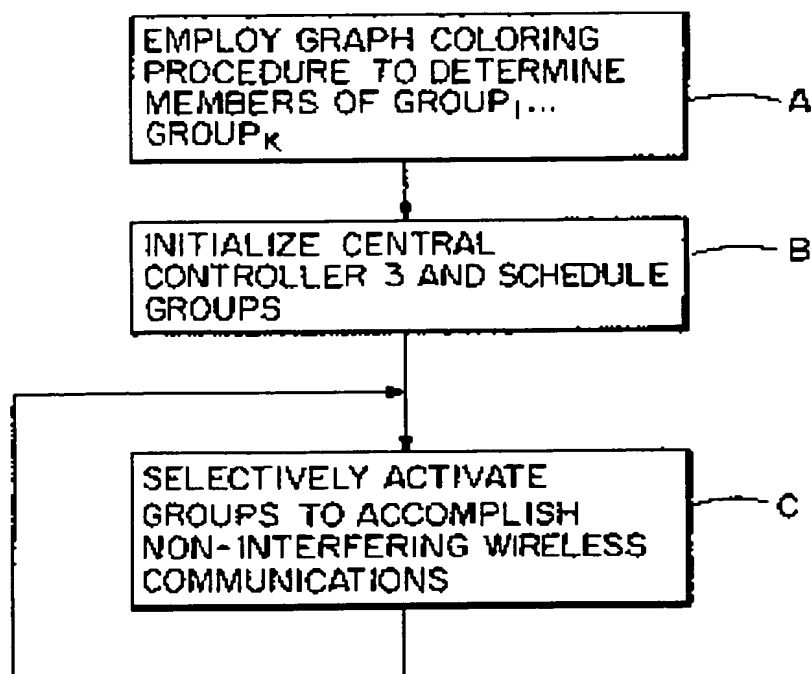 EMPLOY GRAPH COLORING
PROCEDURE TO DETERMINE
MEMBERS OF GROUP₁...
GROUP_K
A
INITIALIZE CENTRAL
CONTROLLER 3 AND SCHEDULE
GROUPS
B
SELECTIVELY ACTIVATE
GROUPS TO ACCOMPLISH
NON-INTERFERING WIRELESS
COMMUNICATIONS
C